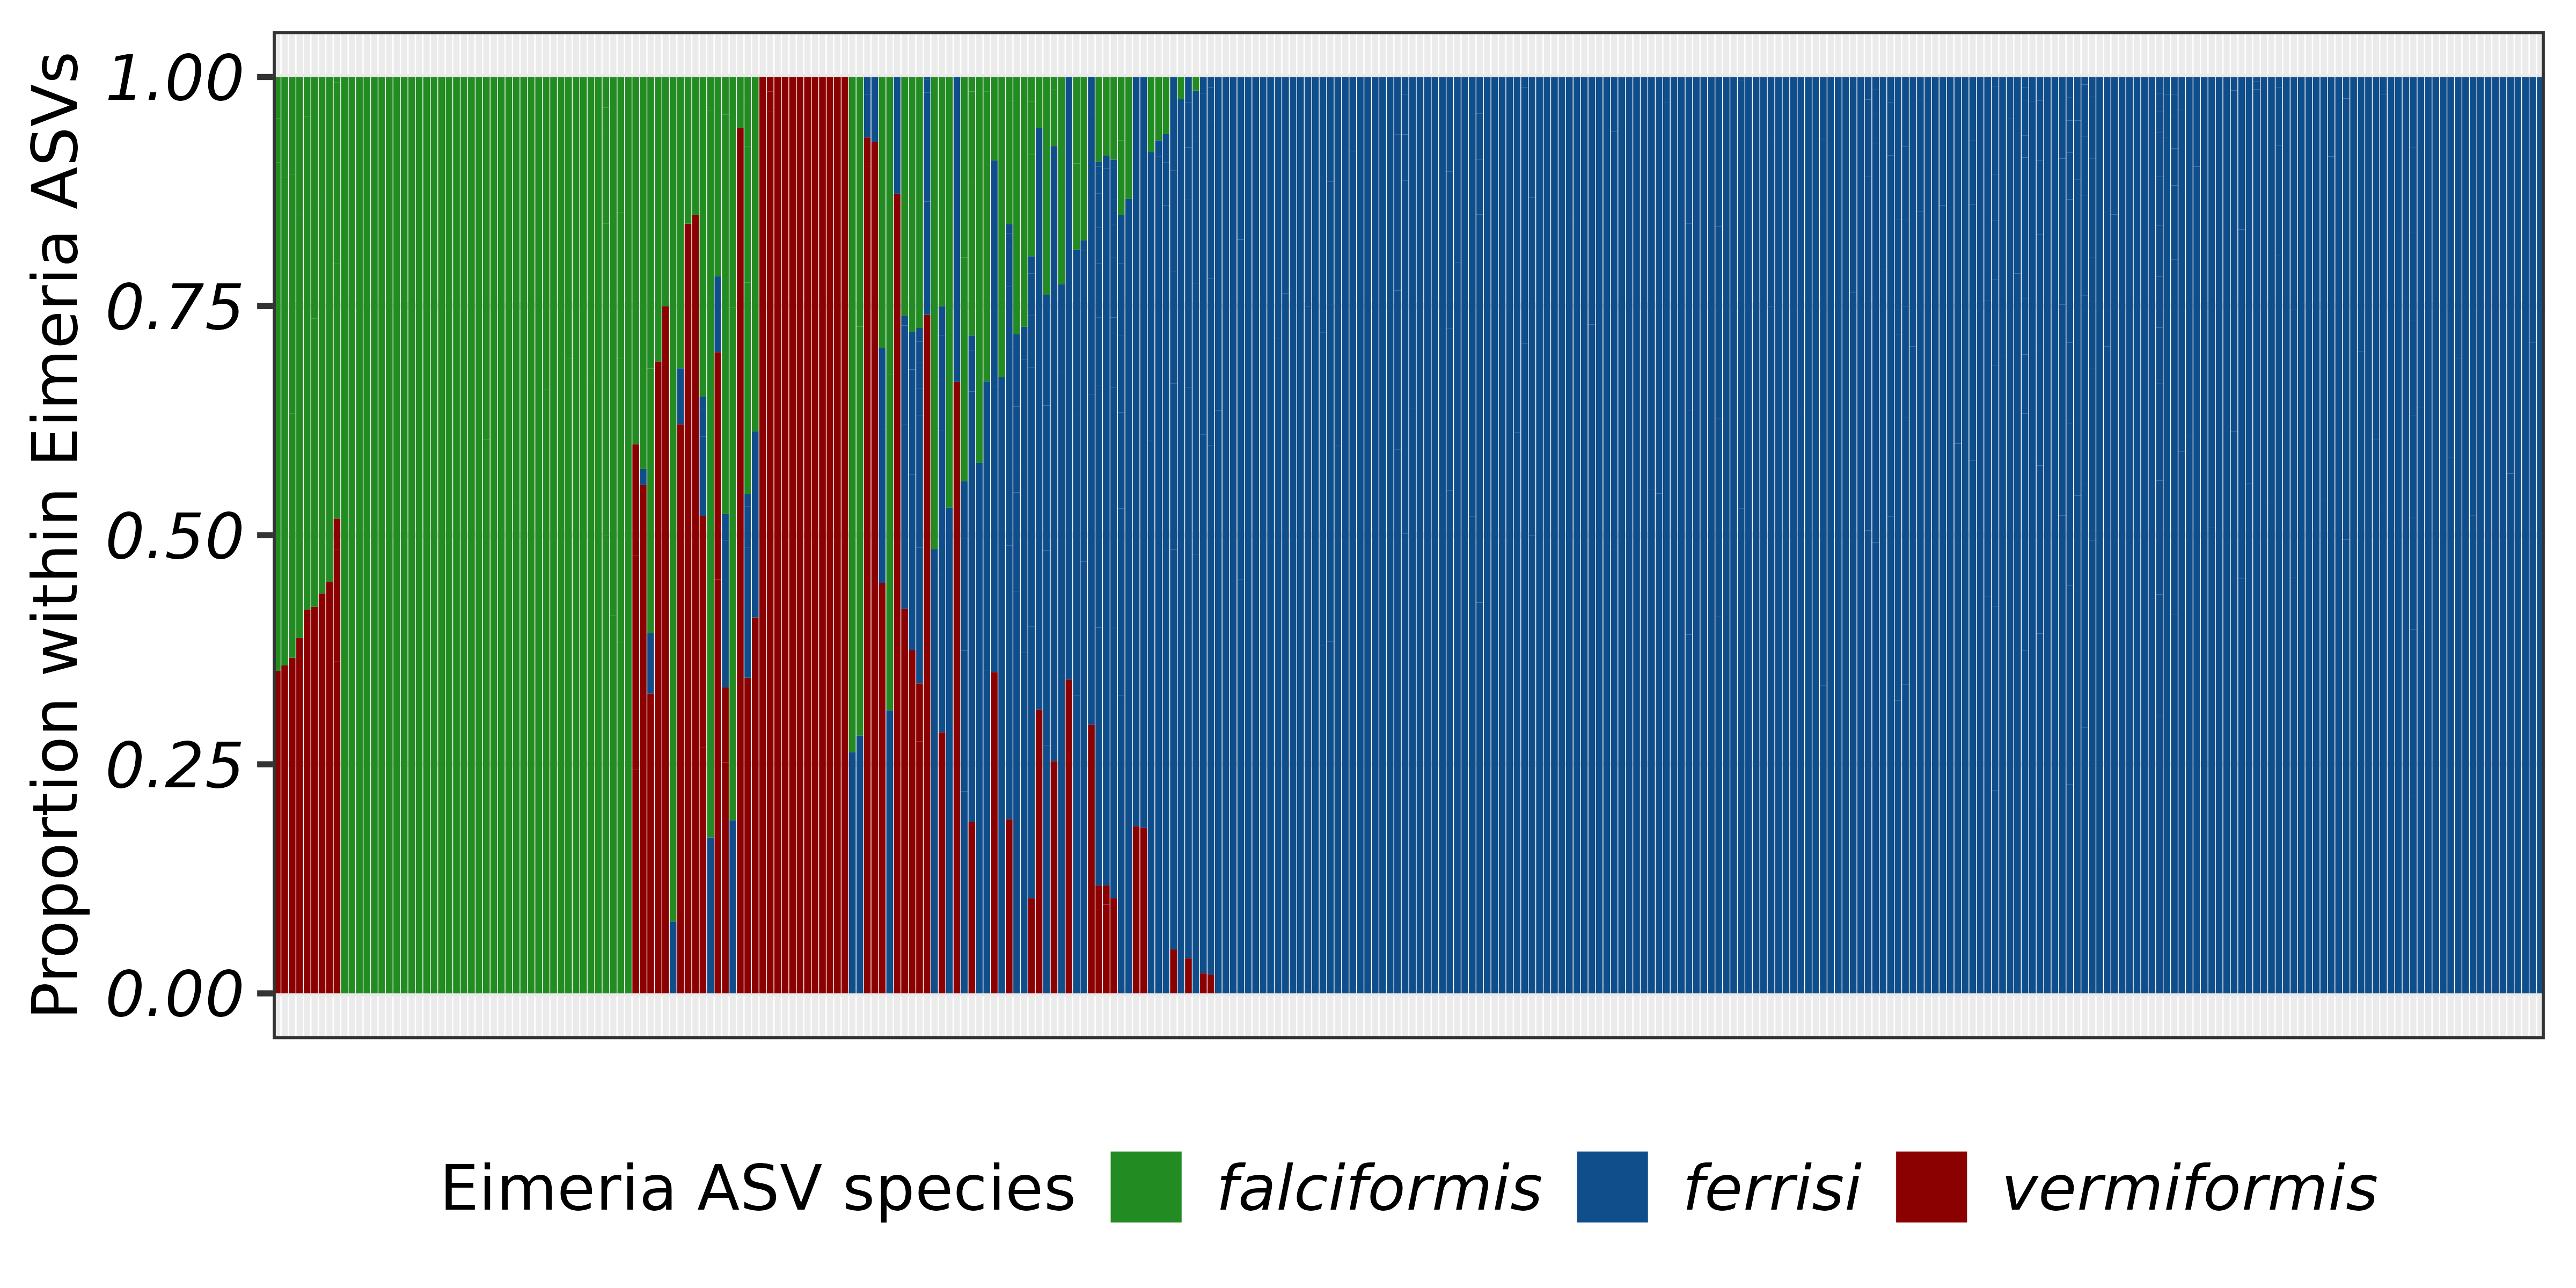 Proportion within Eimeria ASVs
1.00
0.75
0.50
0.25
0.00
Eimeria ASV species falciformis ferrisi vermiformis